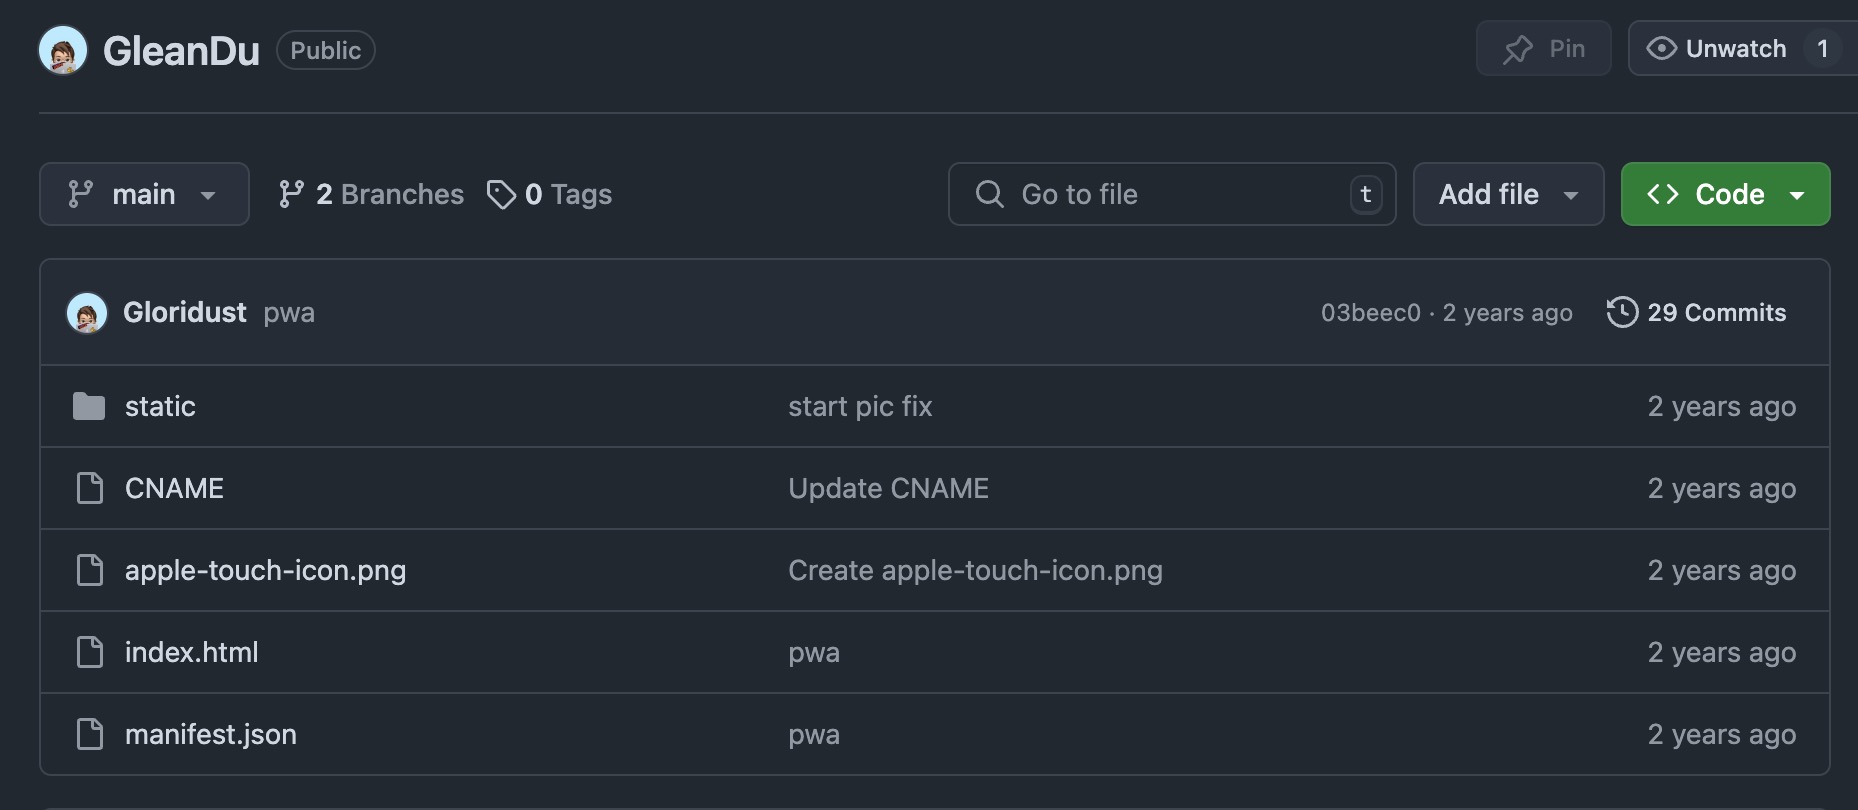 GleanDu Public Pin Unwatch 1
main 2 Branches 0 Tags Go to file t Add file <> Code
Gloridust pwa 03beec0 · 2 years ago 29 Commits
static start pic fix 2 years ago
CNAME Update CNAME 2 years ago
apple-touch-icon.png Create apple-touch-icon.png 2 years ago
index.html pwa 2 years ago
manifest.json pwa 2 years ago